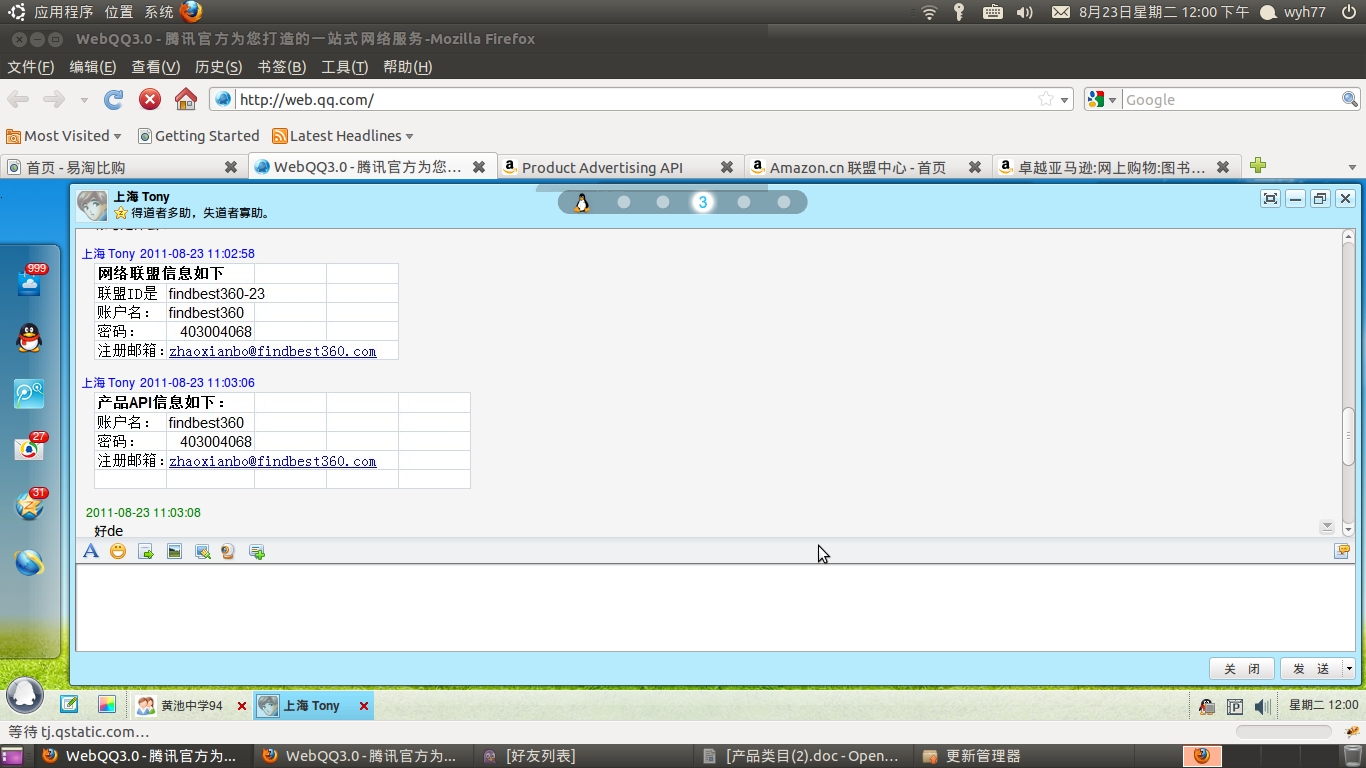 应用程序 位置 系统 8月23日星期二 12:00 下午 wyh77
WebQQ3.0 - 腾讯官方为您打造的一站式网络服务-Mozilla Firefox
文件(F) 编辑(E) 查看(V) 历史(S) 书签(B) 工具(T) 帮助(H)
http://web.qq.com/ Google
Most Visited Getting Started Latest Headlines
首页 - 易淘比购 WebQQ3.0 - 腾讯官方为您... Product Advertising API Amazon.cn 联盟中心 - 首页 卓越亚马逊:网上购物:图书...
上海 Tony
得道者多助，失道者寡助。
3
999
27
31
上海 Tony 2011-08-23 11:02:58
网络联盟信息如下
联盟ID是 findbest360-23
账户名： findbest360
密码： 403004068
注册邮箱：zhaoxianbo@findbest360.com
上海 Tony 2011-08-23 11:03:06
产品API信息如下：
账户名： findbest360
密码： 403004068
注册邮箱：zhaoxianbo@findbest360.com
2011-08-23 11:03:08
好de
关 闭 发 送
黄池中学94 上海 Tony 星期二 12:00
等待 tj.qstatic.com...
WebQQ3.0 - 腾讯官方为... WebQQ3.0 - 腾讯官方为... [好友列表] [产品类目(2).doc - Open... 更新管理器